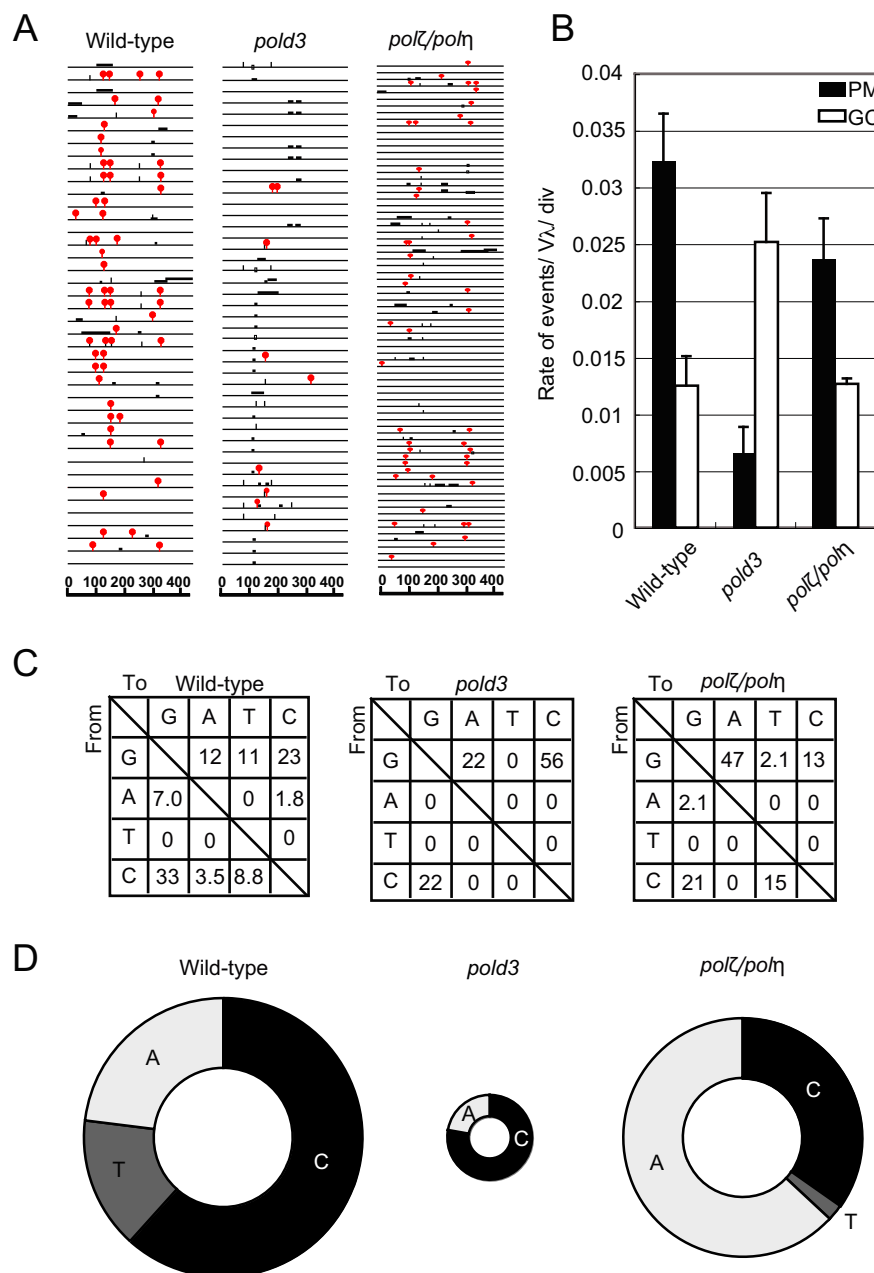 A
Wild-type pold3 polζ/polη
0 100 200 300 400 0 100 200 300 400 0 100 200 300 400
B
0.04
0.035
0.03
0.025
0.02
0.015
0.01
0.005
0
Rate of events/ Vλ/ div
PM
GC
Wild-type pold3 polζ/polη
C
To Wild-type
From
G A T C
G 12 11 23
A 7.0 0 1.8
T 0 0 0
C 33 3.5 8.8
To pold3
From
G A T C
G 22 0 56
A 0 0 0
T 0 0 0
C 22 0 0
To polζ/polη
From
G A T C
G 47 2.1 13
A 2.1 0 0
T 0 0 0
C 21 0 15
D
Wild-type pold3 polζ/polη
A
T
C
A
C
A
C
T